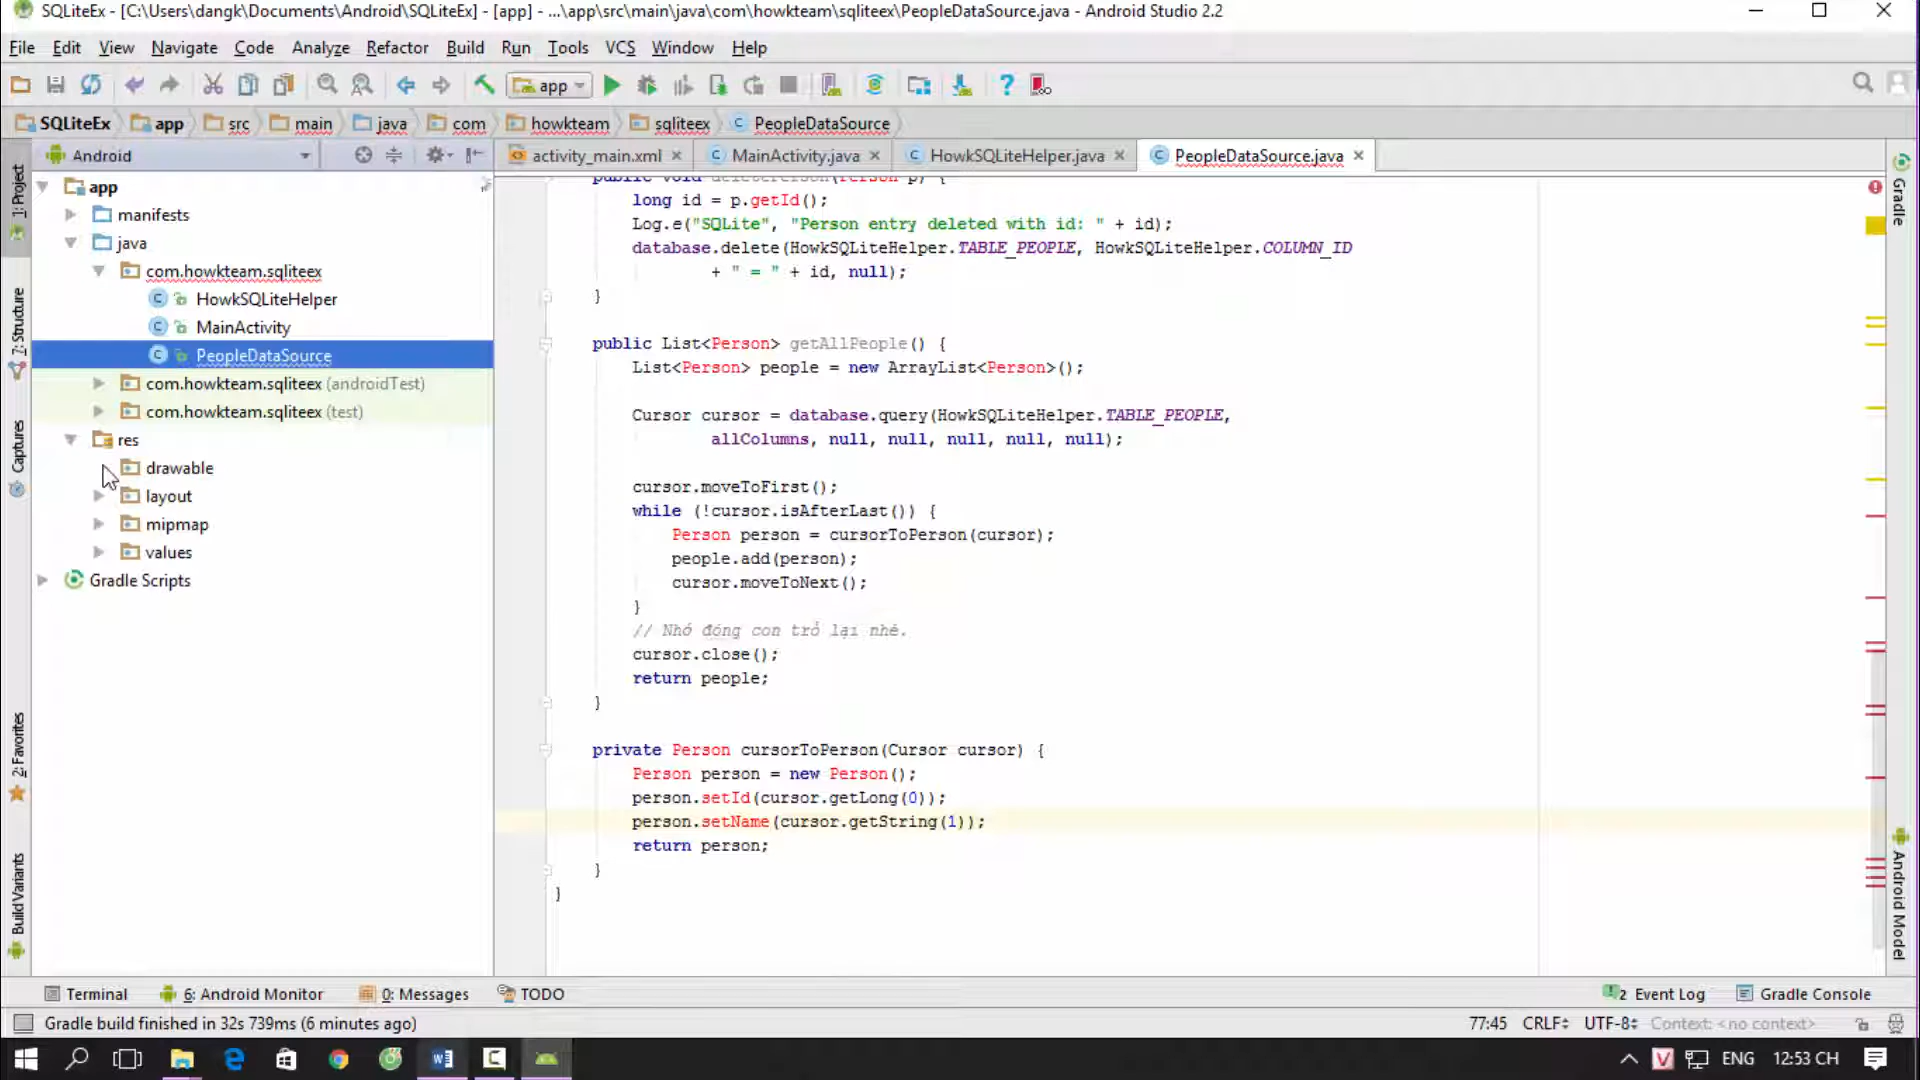 SQLiteEx - [C:\Users\dangk\Documents\Android\SQLiteEx] - [app] - ...\app\src\main\java\com\howkteam\sqliteex\PeopleDataSource.java - Android Studio 2.2
File Edit View Navigate Code Analyze Refactor Build Run Tools VCS Window Help
app
SQLiteEx app src main java com howkteam sqliteex PeopleDataSource
Android
activity_main.xml MainActivity.java HowkSQLiteHelper.java PeopleDataSource.java
1: Project
7: Structure
Captures
2: Favorites
Build Variants
app
manifests
java
com.howkteam.sqliteex
HowkSQLiteHelper
MainActivity
PeopleDataSource
com.howkteam.sqliteex (androidTest)
com.howkteam.sqliteex (test)
res
drawable
layout
mipmap
values
Gradle Scripts
public void deletePerson(Person p) {
long id = p.getId();
Log.e("SQLite", "Person entry deleted with id: " + id);
database.delete(HowkSQLiteHelper.TABLE_PEOPLE, HowkSQLiteHelper.COLUMN_ID
+ " = " + id, null);
}
public List<Person> getAllPeople() {
List<Person> people = new ArrayList<Person>();
Cursor cursor = database.query(HowkSQLiteHelper.TABLE_PEOPLE,
allColumns, null, null, null, null, null);
cursor.moveToFirst();
while (!cursor.isAfterLast()) {
Person person = cursorToPerson(cursor);
people.add(person);
cursor.moveToNext();
}
// Nhớ đóng con trỏ lại nhé.
cursor.close();
return people;
}
private Person cursorToPerson(Cursor cursor) {
Person person = new Person();
person.setId(cursor.getLong(0));
person.setName(cursor.getString(1));
return person;
}
}
Gradle
Android Model
Terminal 6: Android Monitor 0: Messages TODO 2 Event Log Gradle Console
Gradle build finished in 32s 739ms (6 minutes ago) 77:45 CRLF UTF-8 Context: <no context>
ENG 12:53 CH